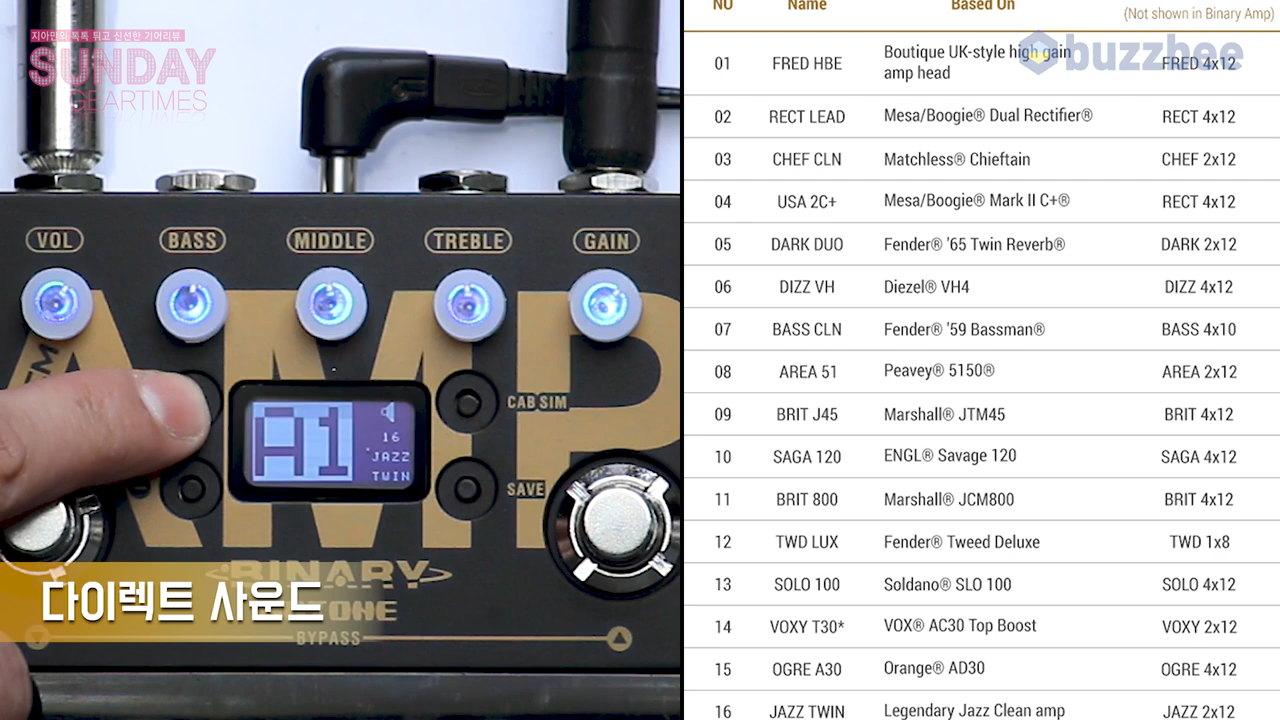 지아만의 톡톡 튀고 신선한 기어리뷰
SUNDAY
GEARTIMES
VOL
BASS
MIDDLE
TREBLE
GAIN
AMP
CAB SIM
A1
16
JAZZ
TWIN
SAVE
BINARY
TONE
BYPASS
다이렉트 사운드
buzzbee
NO Name Based On
(Not shown in Binary Amp)
01 FRED HBE Boutique UK-style high gain amp head FRED 4x12
02 RECT LEAD Mesa/Boogie® Dual Rectifier® RECT 4x12
03 CHEF CLN Matchless® Chieftain CHEF 2x12
04 USA 2C+ Mesa/Boogie® Mark II C+® RECT 4x12
05 DARK DUO Fender® '65 Twin Reverb® DARK 2x12
06 DIZZ VH Diezel® VH4 DIZZ 4x12
07 BASS CLN Fender® '59 Bassman® BASS 4x10
08 AREA 51 Peavey® 5150® AREA 2x12
09 BRIT J45 Marshall® JTM45 BRIT 4x12
10 SAGA 120 ENGL® Savage 120 SAGA 4x12
11 BRIT 800 Marshall® JCM800 BRIT 4x12
12 TWD LUX Fender® Tweed Deluxe TWD 1x8
13 SOLO 100 Soldano® SLO 100 SOLO 4x12
14 VOXY T30* VOX® AC30 Top Boost VOXY 2x12
15 OGRE A30 Orange® AD30 OGRE 4x12
16 JAZZ TWIN Legendary Jazz Clean amp JAZZ 2x12